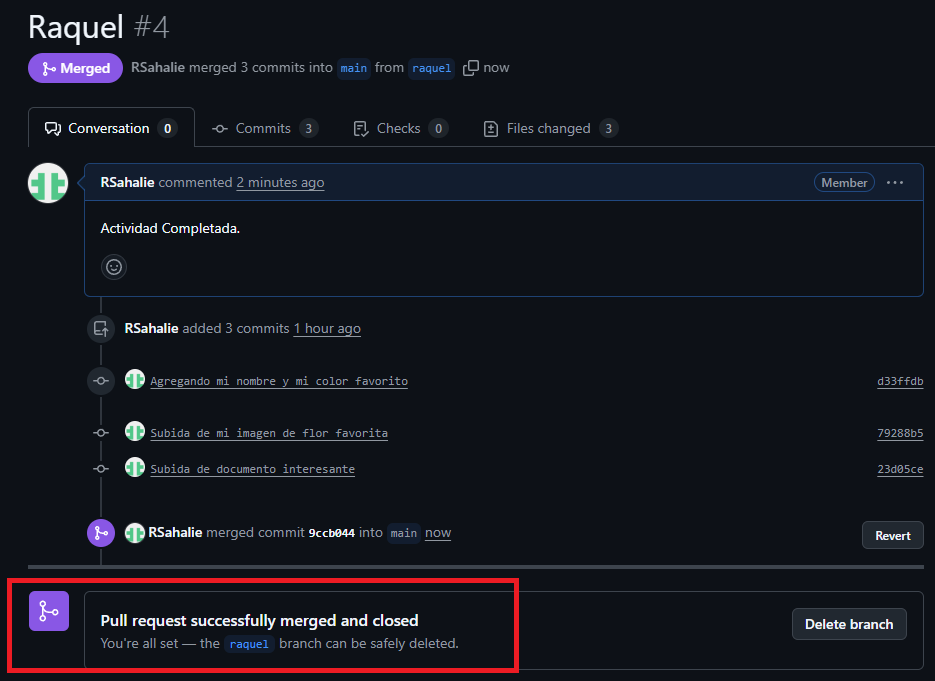 Raquel #4
Merged RSahalie merged 3 commits into main from raquel now
Conversation 0 Commits 3 Checks 0 Files changed 3
RSahalie commented 2 minutes ago Member
Actividad Completada.
RSahalie added 3 commits 1 hour ago
Agregando mi nombre y mi color favorito d33ffdb
Subida de mi imagen de flor favorita 79288b5
Subida de documento interesante 23d05ce
RSahalie merged commit 9ccb044 into main now Revert
Pull request successfully merged and closed
You're all set — the raquel branch can be safely deleted.
Delete branch